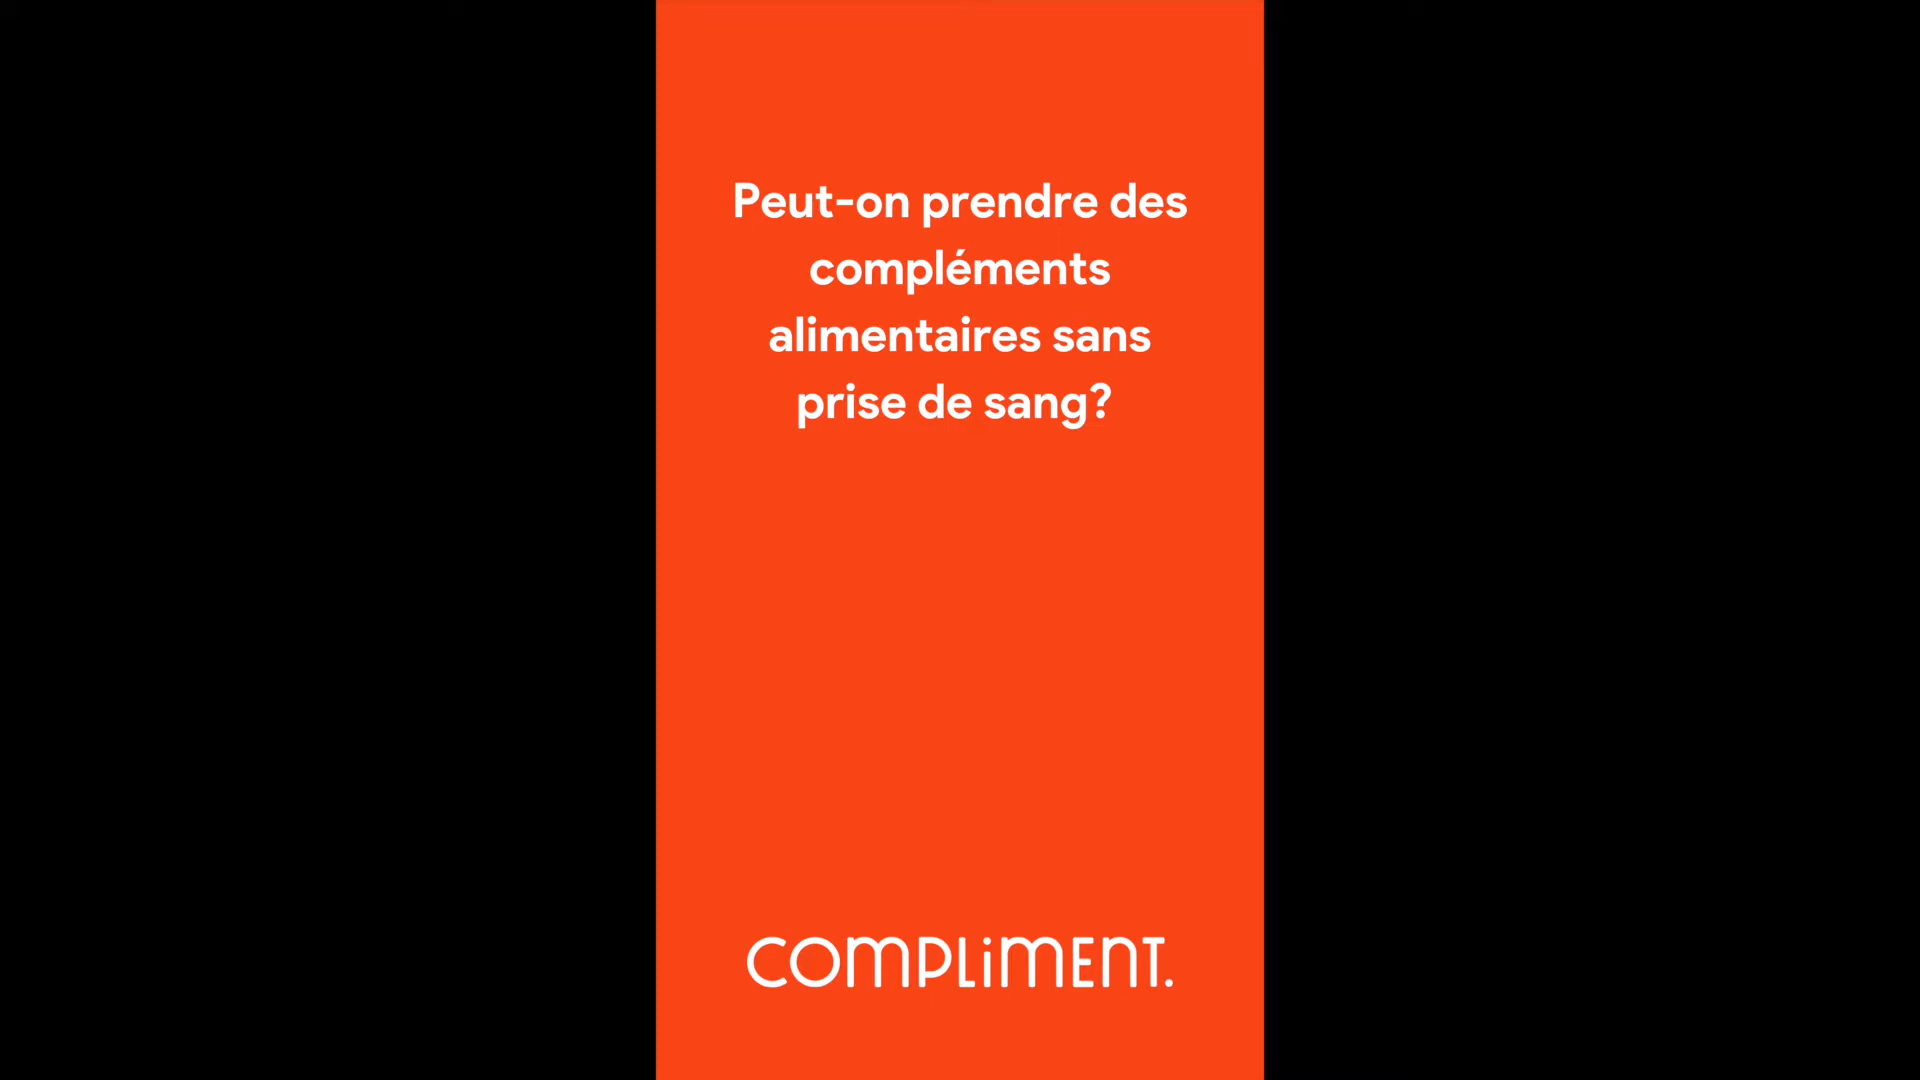 Peut-on prendre des
compléments
alimentaires sans
prise de sang?
COMPLIMENT.